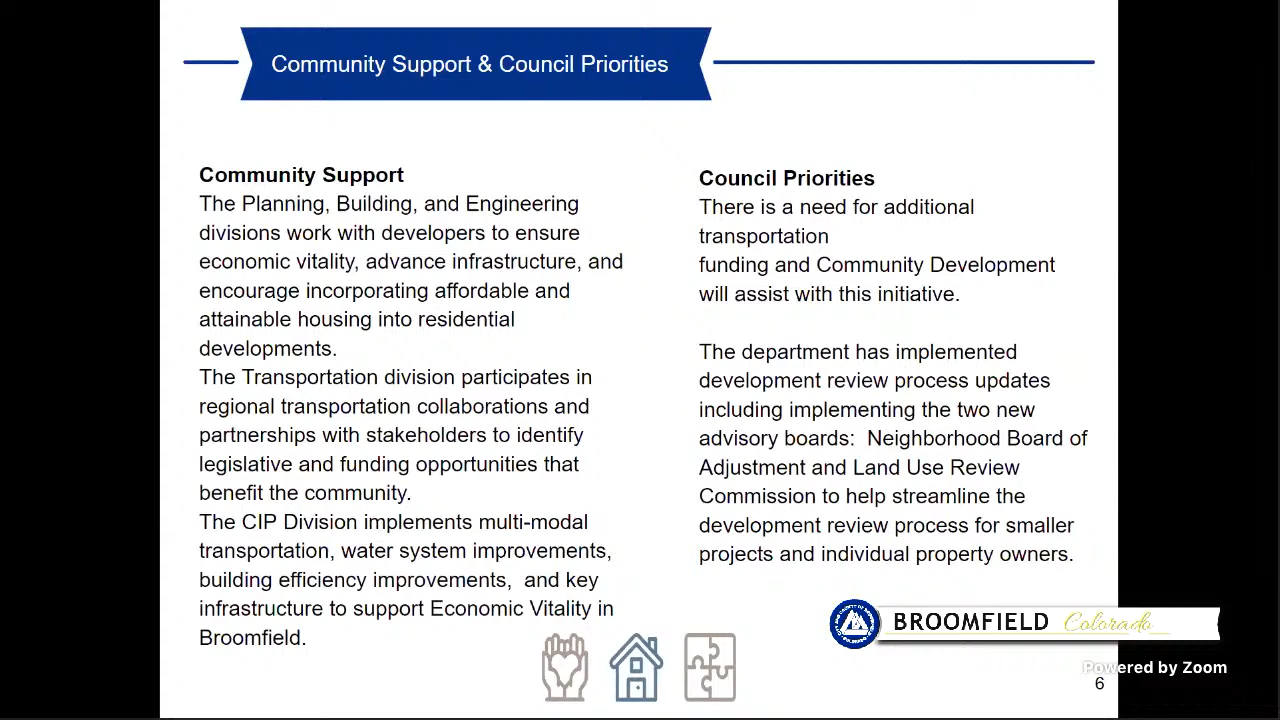 Community Support & Council Priorities
Community Support
The Planning, Building, and Engineering
divisions work with developers to ensure
economic vitality, advance infrastructure, and
encourage incorporating affordable and
attainable housing into residential
developments.
The Transportation division participates in
regional transportation collaborations and
partnerships with stakeholders to identify
legislative and funding opportunities that
benefit the community.
The CIP Division implements multi-modal
transportation, water system improvements,
building efficiency improvements,  and key
infrastructure to support Economic Vitality in
Broomfield.
Council Priorities
There is a need for additional
transportation
funding and Community Development
will assist with this initiative.
The department has implemented
development review process updates
including implementing the two new
advisory boards:  Neighborhood Board of
Adjustment and Land Use Review
Commission to help streamline the
development review process for smaller
projects and individual property owners.
BROOMFIELD Colorado
Powered by Zoom
6